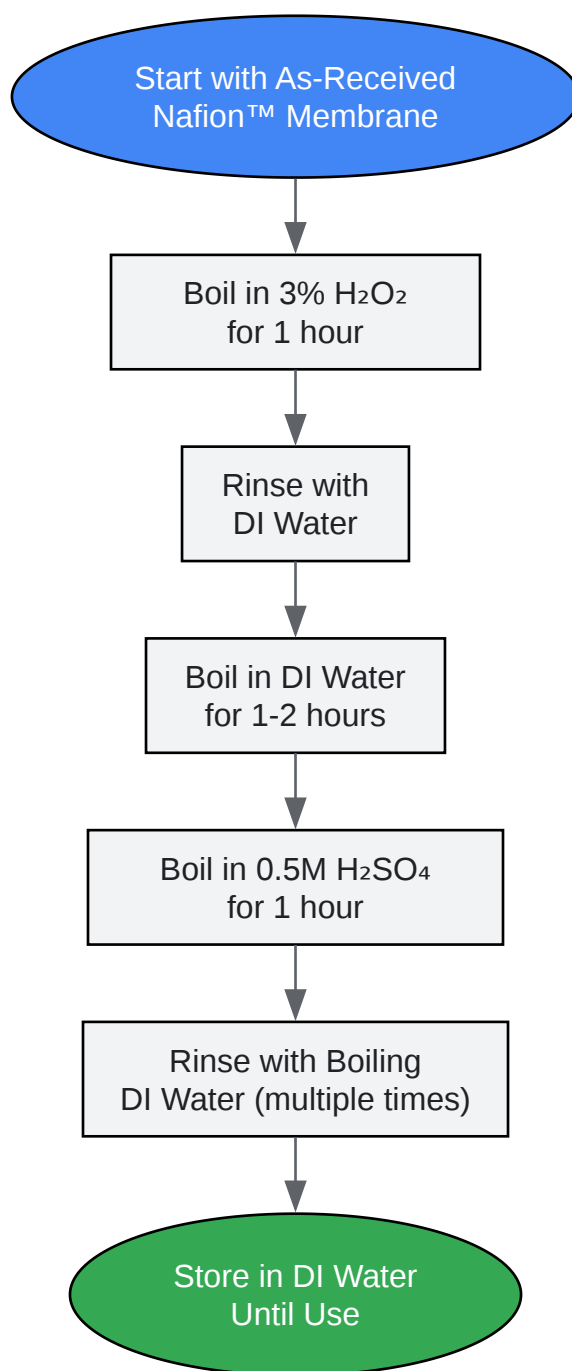 Start with As-Received
Nafion™ Membrane
Boil in 3% H₂O₂
for 1 hour
Rinse with
DI Water
Boil in DI Water
for 1-2 hours
Boil in 0.5M H₂SO₄
for 1 hour
Rinse with Boiling
DI Water (multiple times)
Store in DI Water
Until Use